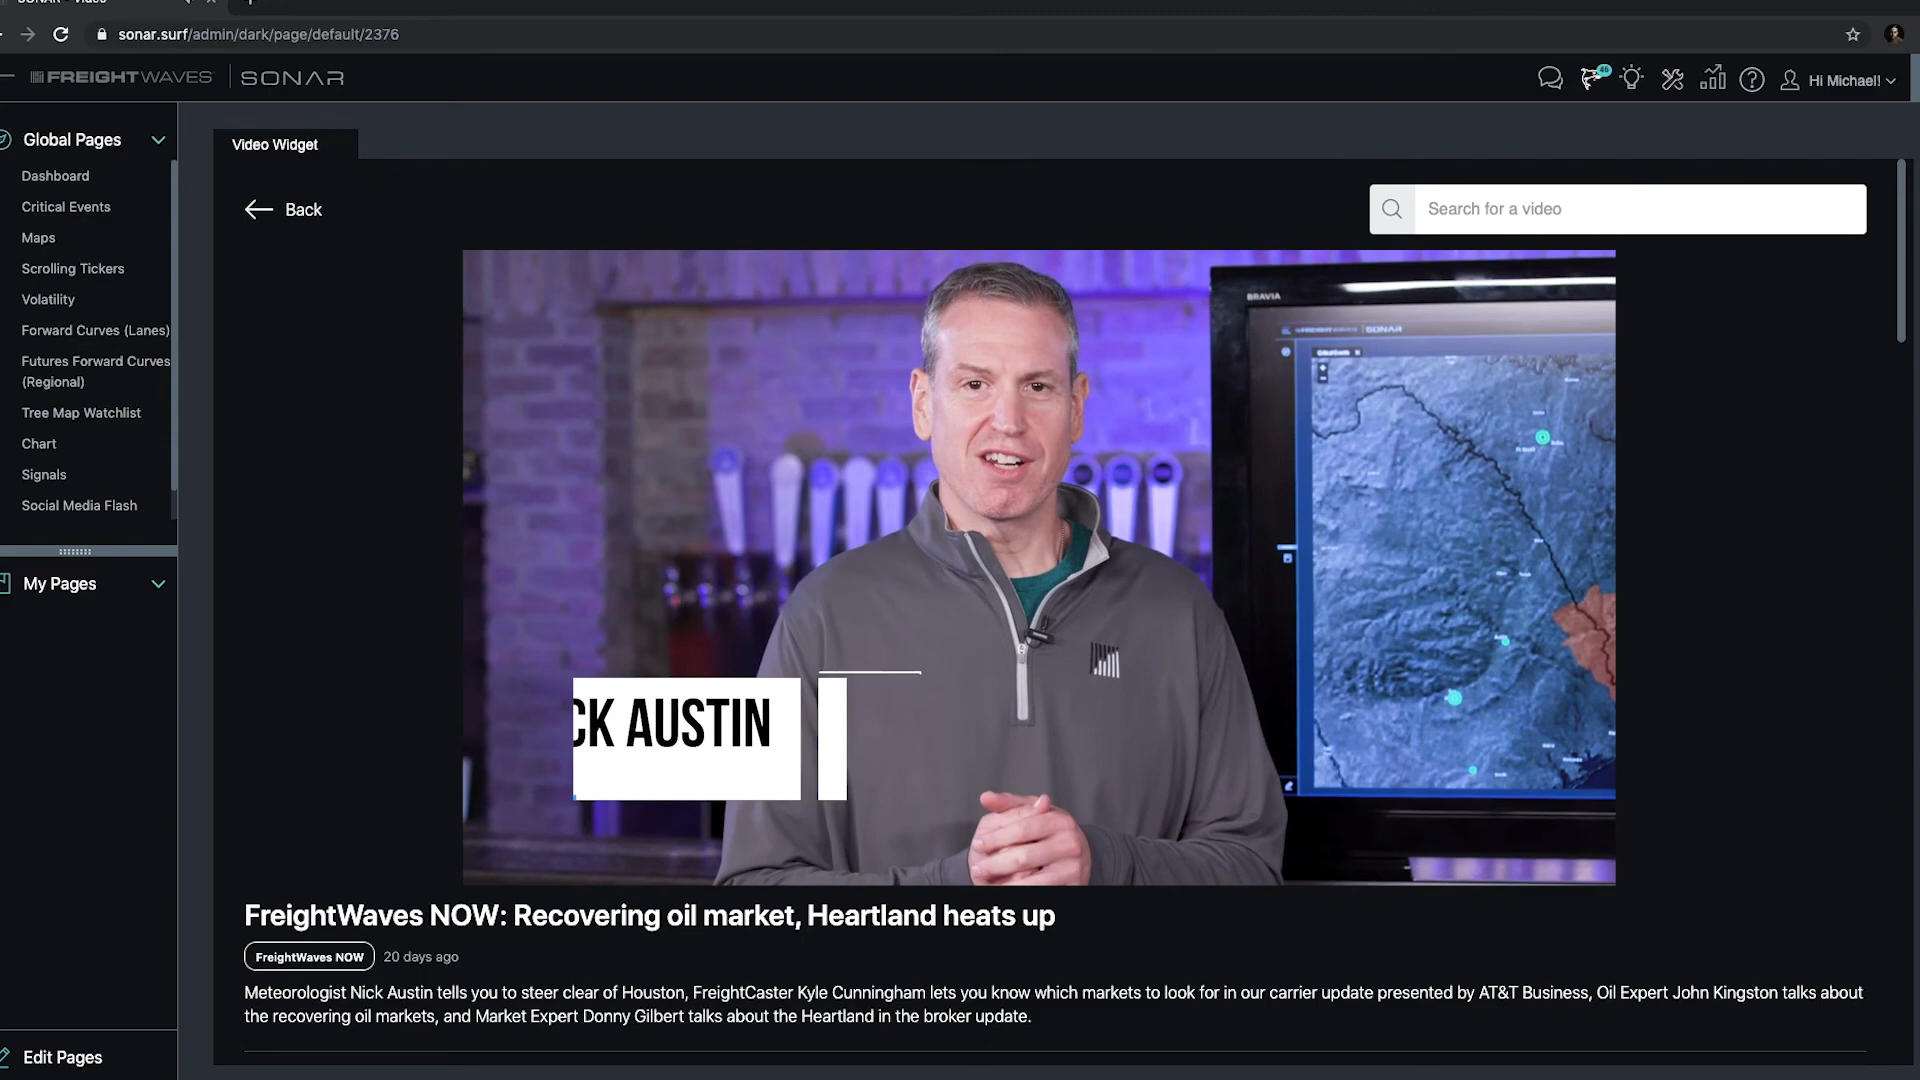 sonar.surf/admin/dark/page/default/2376
FREIGHTWAVES SONAR
46
Hi Michael!
Global Pages
Dashboard
Critical Events
Maps
Scrolling Tickers
Volatility
Forward Curves (Lanes)
Futures Forward Curves
(Regional)
Tree Map Watchlist
Chart
Signals
Social Media Flash
My Pages
Edit Pages
Video Widget
Back
Search for a video
BRAVIA
FREIGHTWAVES SONAR
CK AUSTIN
FreightWaves NOW: Recovering oil market, Heartland heats up
FreightWaves NOW 20 days ago
Meteorologist Nick Austin tells you to steer clear of Houston, FreightCaster Kyle Cunningham lets you know which markets to look for in our carrier update presented by AT&T Business, Oil Expert John Kingston talks about
the recovering oil markets, and Market Expert Donny Gilbert talks about the Heartland in the broker update.